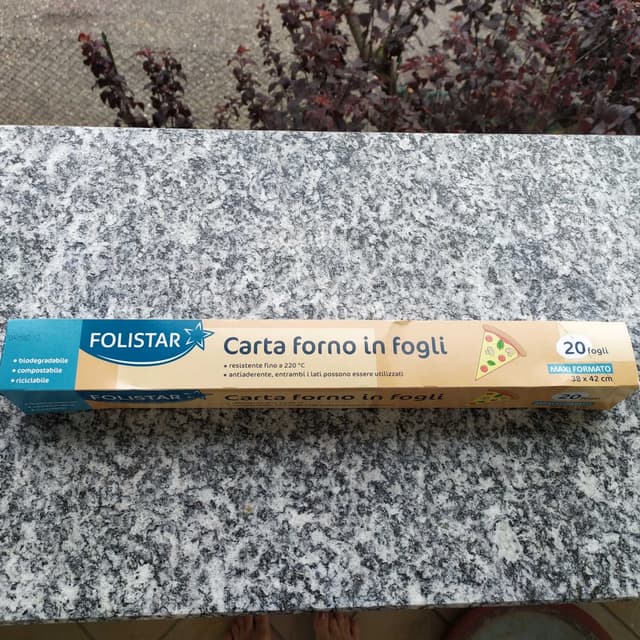 FOLISTAR
• biodegradabile
• compostabile
• riciclabile
Carta forno in fogli
• resistente fino a 220 °C
• antiaderente, entrambi i lati possono essere utilizzati
20 fogli
MAXI FORMATO
38 x 42 cm
FOLISTAR
Carta forno in fogli
20